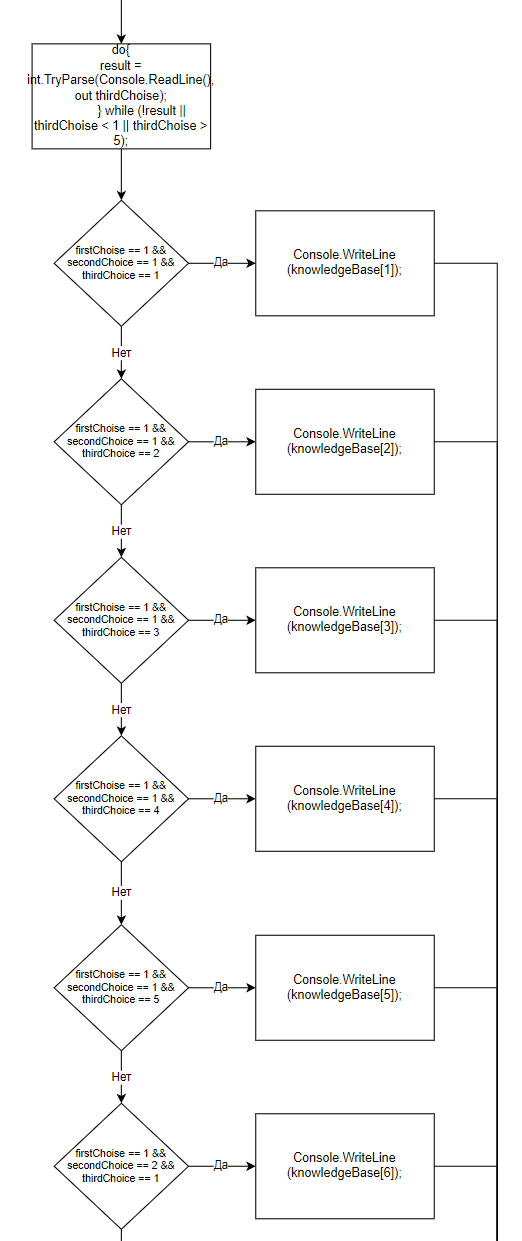 do{
result =
int.TryParse(Console.ReadLine(),
out thirdChoise);
} while (!result ||
thirdChoise < 1 || thirdChoise >
5);
firstChoise == 1 &&
secondChoice == 1 &&
thirdChoice == 1
Да
Console.WriteLine
(knowledgeBase[1]);
Нет
firstChoise == 1 &&
secondChoice == 1 &&
thirdChoice == 2
Да
Console.WriteLine
(knowledgeBase[2]);
Нет
firstChoise == 1 &&
secondChoice == 1 &&
thirdChoice == 3
Да
Console.WriteLine
(knowledgeBase[3]);
Нет
firstChoise == 1 &&
secondChoice == 1 &&
thirdChoice == 4
Да
Console.WriteLine
(knowledgeBase[4]);
Нет
firstChoise == 1 &&
secondChoice == 1 &&
thirdChoice == 5
Да
Console.WriteLine
(knowledgeBase[5]);
Нет
firstChoise == 1 &&
secondChoice == 2 &&
thirdChoice == 1
Да
Console.WriteLine
(knowledgeBase[6]);